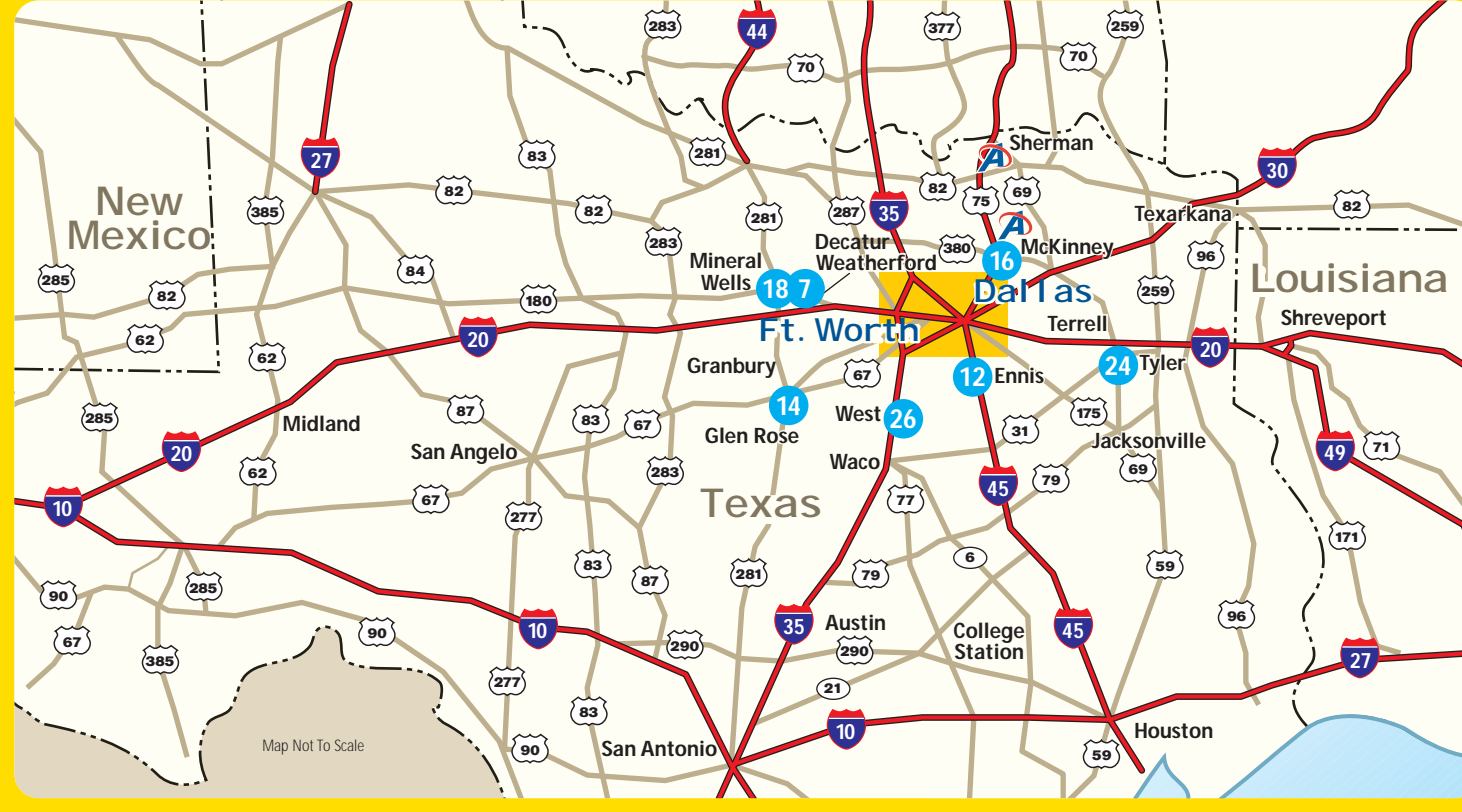 283
44
377
259
70
70
27
83
281
A
Sherman
30
82
82
82
69
75
New
Mexico
385
281
287
35
Texarkana
82
A
283
Decatur
Weatherford
380
McKinney
16
96
285
84
Mineral
Wells
18
7
Dallas
259
Louisiana
82
180
Ft. Worth
Terrell
Shreveport
62
20
20
62
Granbury
67
12
Ennis
24
Tyler
285
87
83
67
14
Glen Rose
West
26
31
175
Jacksonville
71
Midland
San Angelo
20
49
62
283
Waco
69
79
45
10
67
277
Texas
77
171
83
281
79
6
59
90
285
87
96
67
90
10
290
35
Austin
290
College
Station
45
27
385
277
21
83
10
Houston
Map Not To Scale
90
San Antonio
59